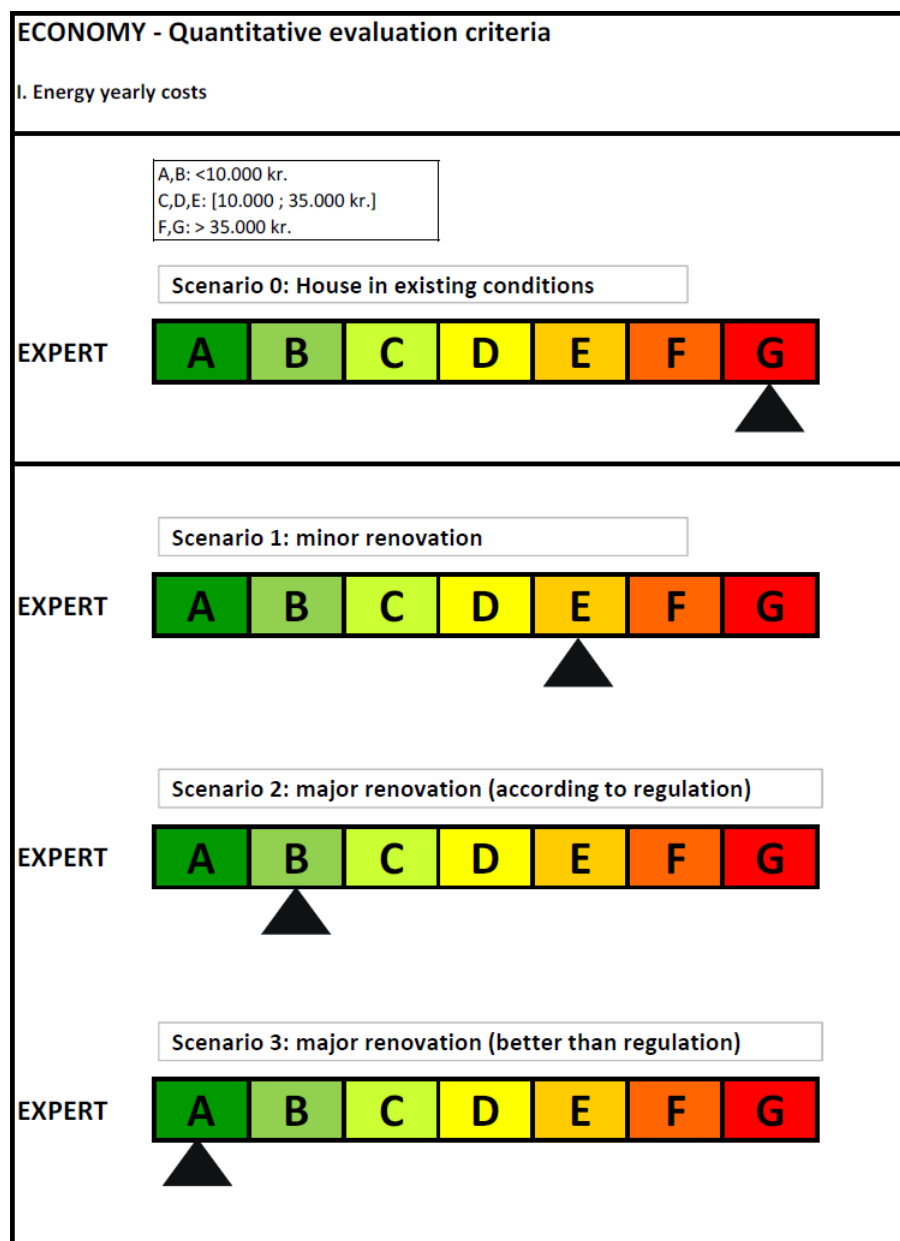 ECONOMY - Quantitative evaluation criteria
I. Energy yearly costs
A,B: <10.000 kr.
C,D,E: [10.000 ; 35.000 kr.]
F,G: > 35.000 kr.
Scenario 0: House in existing conditions
EXPERT A B C D E F G
Scenario 1: minor renovation
EXPERT A B C D E F G
Scenario 2: major renovation (according to regulation)
EXPERT A B C D E F G
Scenario 3: major renovation (better than regulation)
EXPERT A B C D E F G